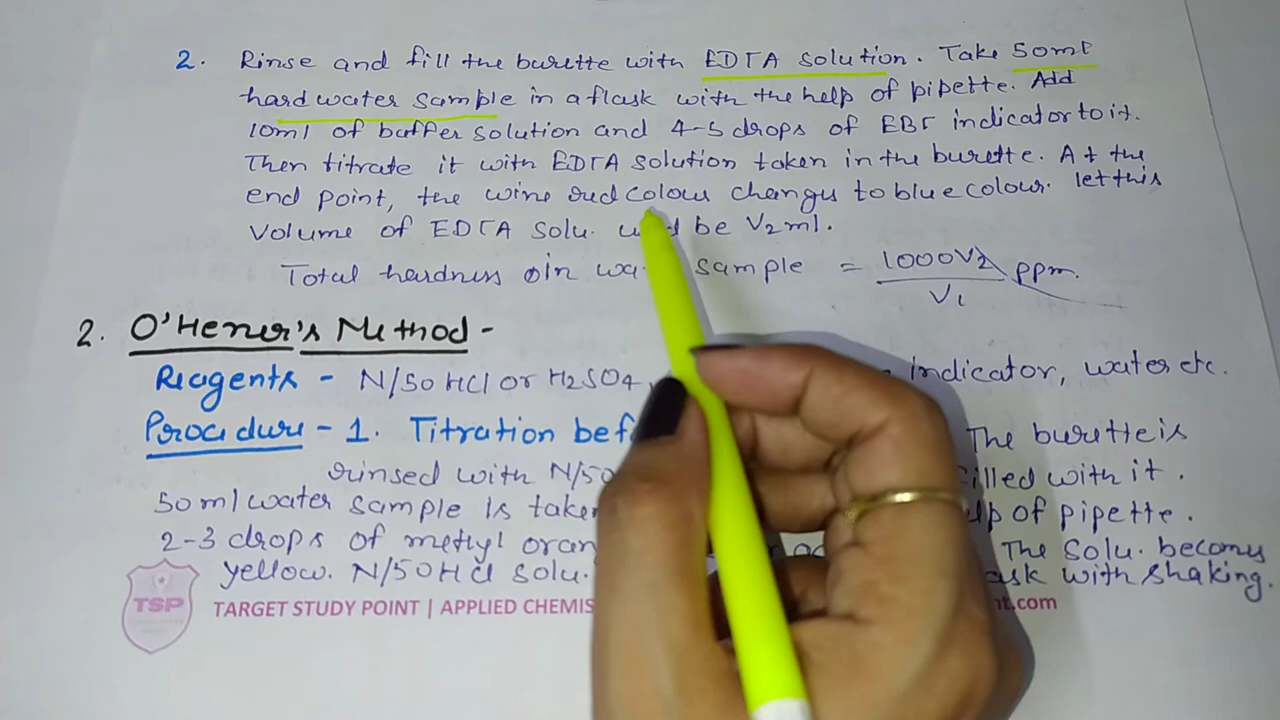 2. Rinse and fill the burette with EDTA solution. Take 50ml
hard water sample in a flask with the help of pipette. Add
10ml of buffer solution and 4-5 drops of EBT indicator to it.
Then titrate it with EDTA solution taken in the burette. At the
end point, the wine red colour changes to blue colour. let this
volume of EDTA solu. be V2 ml.
Total hardness in sample = 1000V2/V1 ppm.
2. O'Hener's Method -
Reagents - N/50 HCl or H2SO4, indicator, water etc.
Procedure - 1. Titration The burette is
rinsed with N/50 filled with it.
50 ml water sample is taken of pipette.
2-3 drops of metyl The solu. becomes
yellow. N/50 HCl solu. with shaking.
TSP
TARGET STUDY POINT | APPLIED